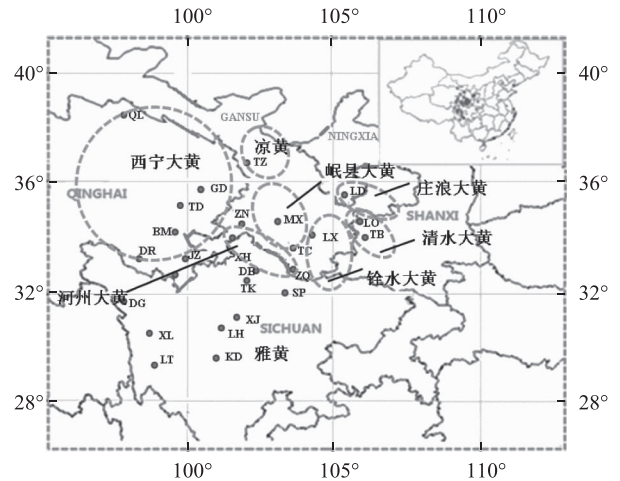 100° 105° 110°
40°
40°
QL
GANSU
NINGXIA
凉黄
TZ
西宁大黄
岷县大黄
36°
36°
QINGHAI
GD
LD
庄浪大黄
TD
ZN
MX
LO
SHANXI
BM
LX
TB
清水大黄
DR
JZ
XH
TC
DB
ZQ
铨水大黄
32°
32°
河州大黄
DG
TK
SP
XJ
XL
LH
SICHUAN
LT
KD
雅黄
28°
28°
100° 105° 110°